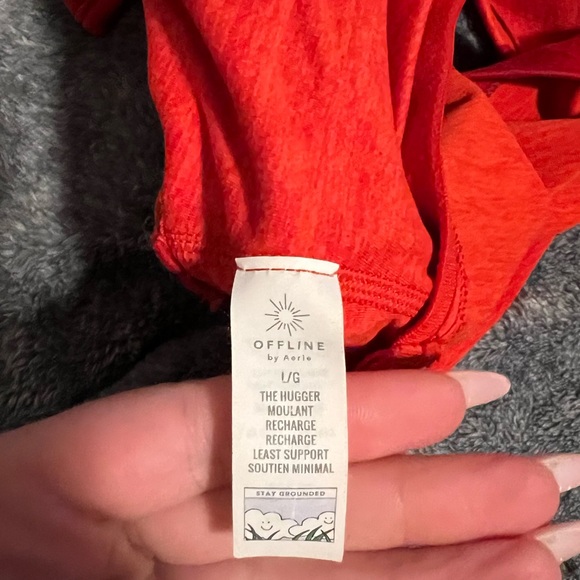 OFFLINE
by Aerie
L/G
THE HUGGER
MOULANT
RECHARGE
RECHARGE
LEAST SUPPORT
SOUTIEN MINIMAL
STAY GROUNDED